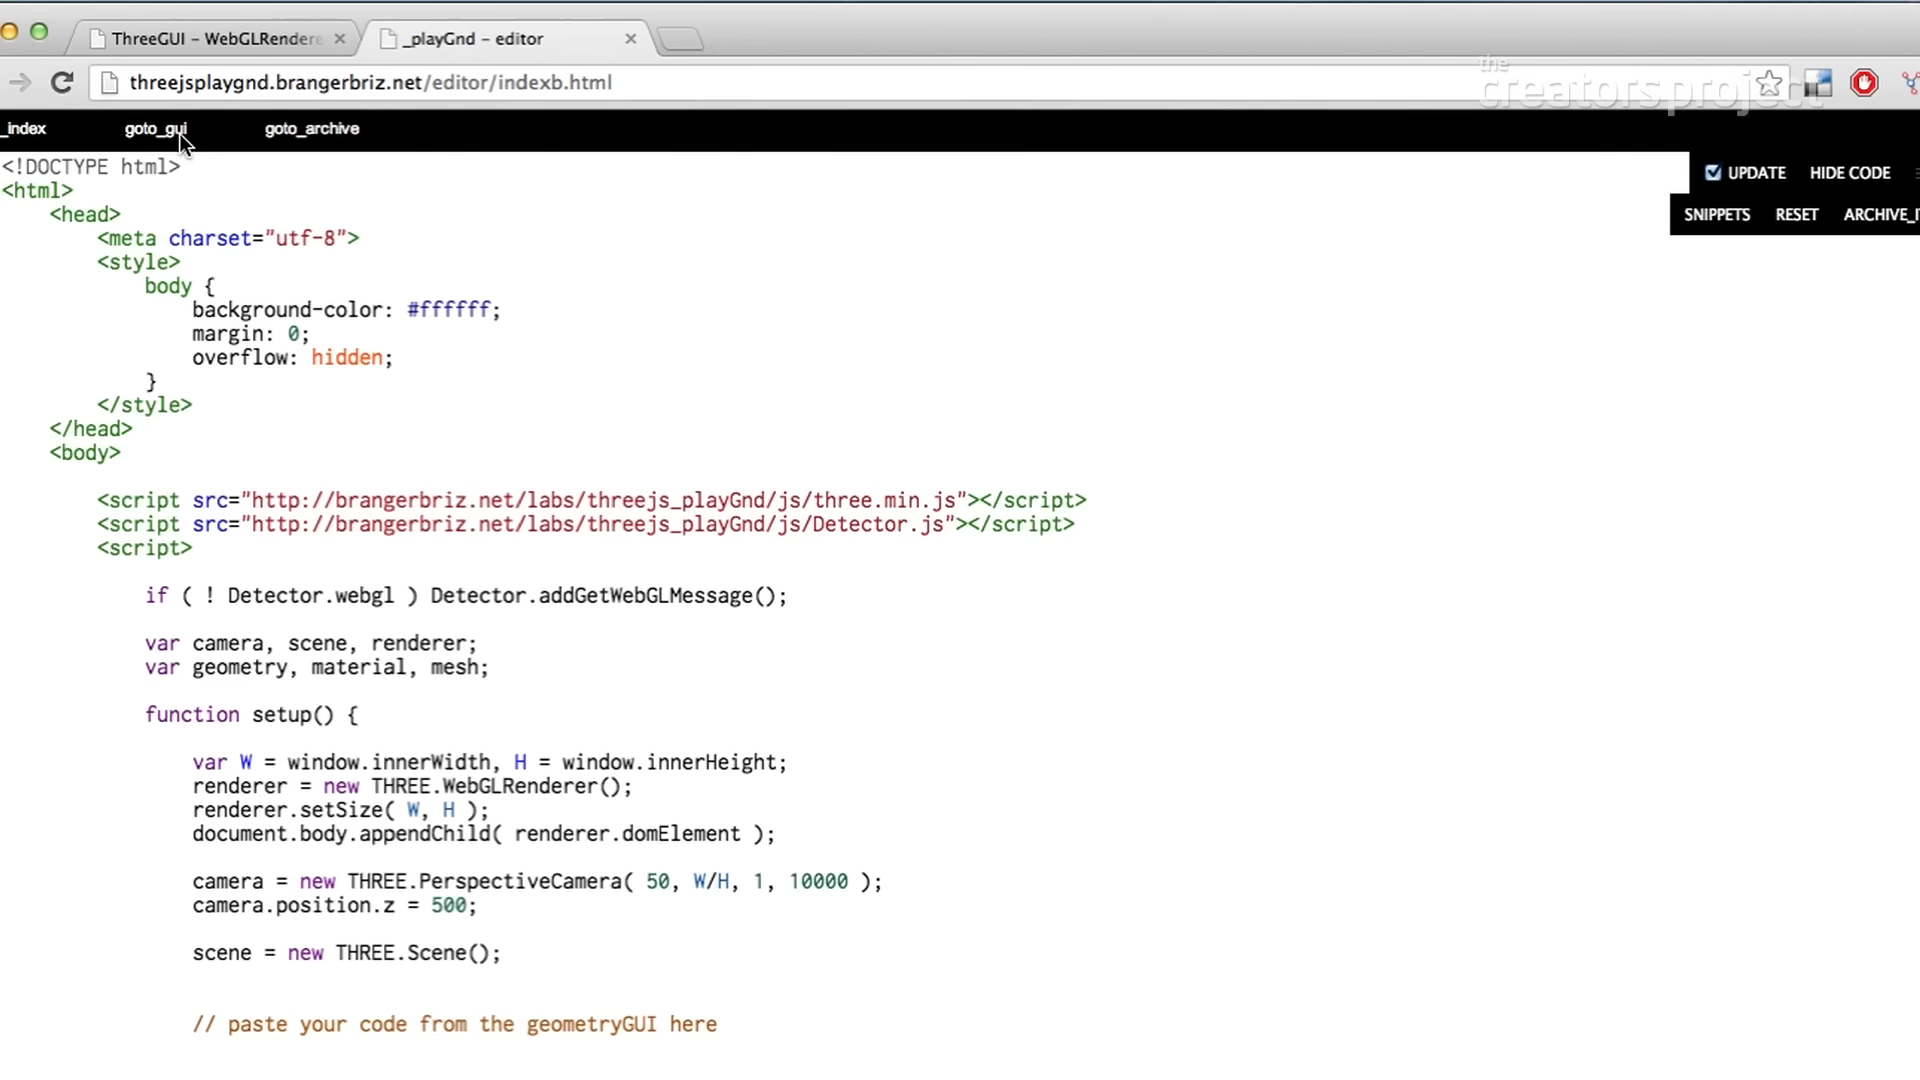 ThreeGUI – WebGLRendere
_playGnd – editor
threejsplaygnd.brangerbriz.net/editor/indexb.html
the
creators project
_index goto_gui goto_archive
UPDATE HIDE CODE
SNIPPETS RESET ARCHIVE_I
<!DOCTYPE html>
<html>
<head>
<meta charset="utf-8">
<style>
body {
background-color: #ffffff;
margin: 0;
overflow: hidden;
}
</style>
</head>
<body>
<script src="http://brangerbriz.net/labs/threejs_playGnd/js/three.min.js"></script>
<script src="http://brangerbriz.net/labs/threejs_playGnd/js/Detector.js"></script>
<script>
if ( ! Detector.webgl ) Detector.addGetWebGLMessage();
var camera, scene, renderer;
var geometry, material, mesh;
function setup() {
var W = window.innerWidth, H = window.innerHeight;
renderer = new THREE.WebGLRenderer();
renderer.setSize( W, H );
document.body.appendChild( renderer.domElement );
camera = new THREE.PerspectiveCamera( 50, W/H, 1, 10000 );
camera.position.z = 500;
scene = new THREE.Scene();
// paste your code from the geometryGUI here